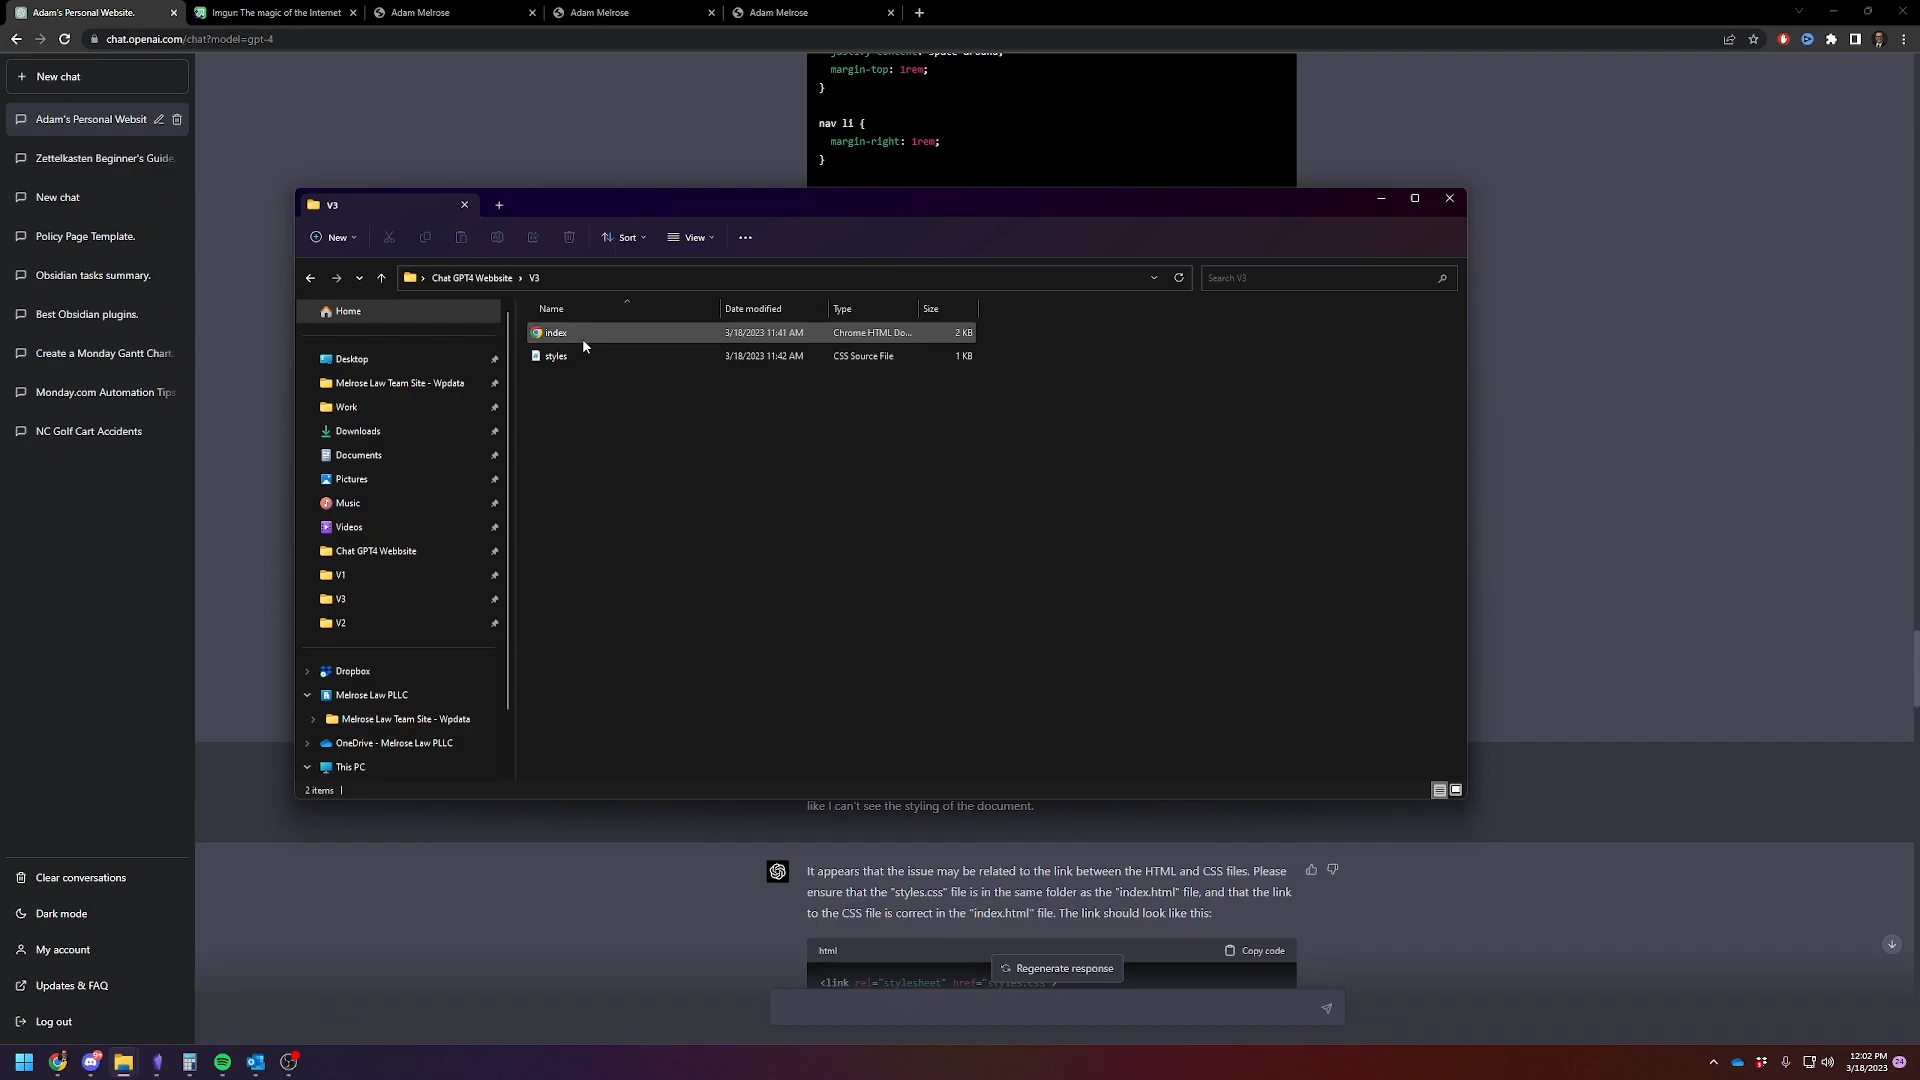 Adam's Personal Website.
Imgur: The magic of the Internet
Adam Melrose
Adam Melrose
Adam Melrose
chat.openai.com/chat?model=gpt-4
New chat
Adam's Personal Websit
Zettelkasten Beginner's Guide.
New chat
Policy Page Template.
Obsidian tasks summary.
Best Obsidian plugins.
Create a Monday Gantt Chart.
Monday.com Automation Tips
NC Golf Cart Accidents
Clear conversations
Dark mode
My account
Updates & FAQ
Log out
justify-content: space-around;
margin-top: 1rem;
}
nav li {
margin-right: 1rem;
}
V3
New
Sort
View
Chat GPT4 Webbsite > V3
Search V3
Name
Date modified
Type
Size
index
3/18/2023 11:41 AM
Chrome HTML Do...
2 KB
styles
3/18/2023 11:42 AM
CSS Source File
1 KB
Home
Desktop
Melrose Law Team Site - Wpdata
Work
Downloads
Documents
Pictures
Music
Videos
Chat GPT4 Webbsite
V1
V3
V2
Dropbox
Melrose Law PLLC
Melrose Law Team Site - Wpdata
OneDrive - Melrose Law PLLC
This PC
2 items
like I can't see the styling of the document.
It appears that the issue may be related to the link between the HTML and CSS files. Please
ensure that the "styles.css" file is in the same folder as the "index.html" file, and that the link
to the CSS file is correct in the "index.html" file. The link should look like this:
html
Copy code
Regenerate response
<link rel="stylesheet" href="styles.css">
12:02 PM
3/18/2023
24